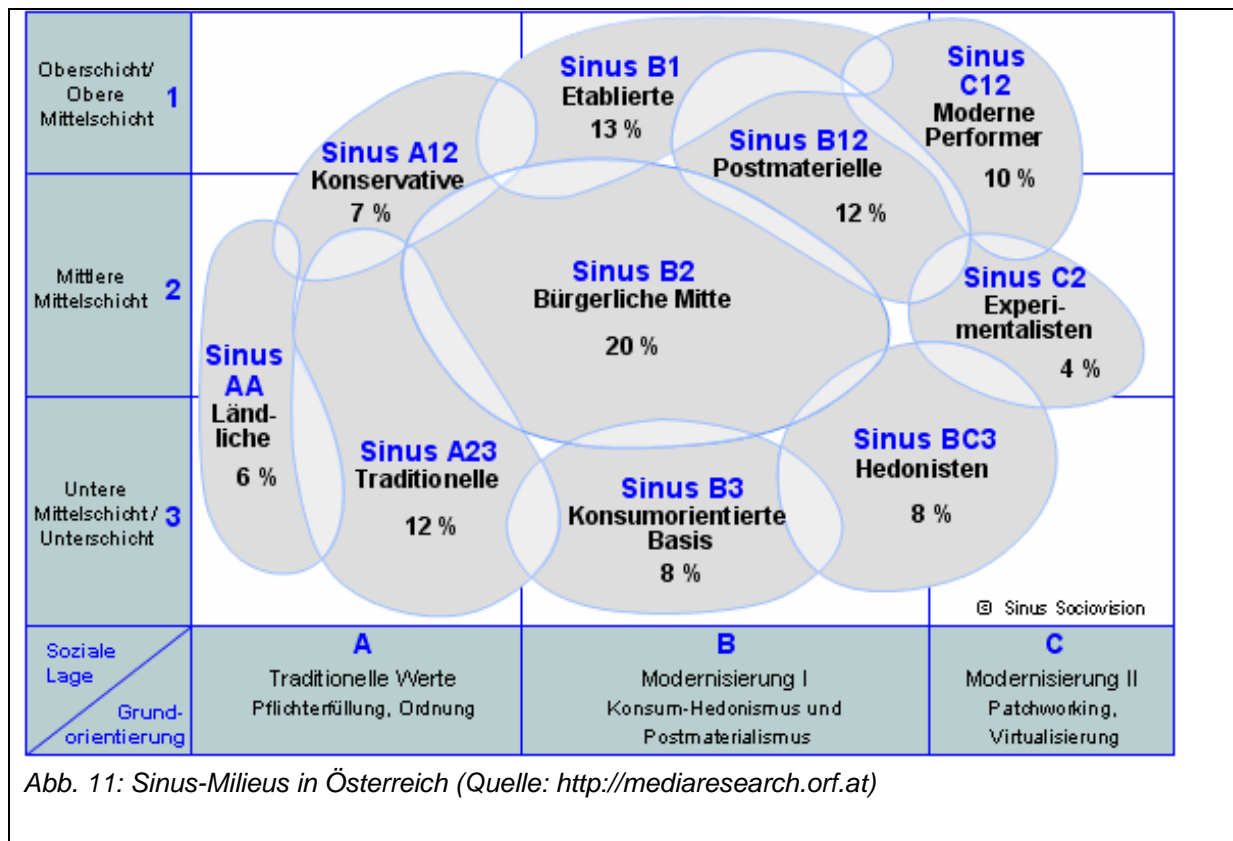 Oberschicht/
Obere
Mittelschicht
1
Sinus B1
Etablierte
13 %
Sinus
C12
Moderne
Performer
10 %
Sinus A12
Konservative
7 %
Sinus B12
Postmaterielle
12 %
Mittlere
Mittelschicht
2
Sinus B2
Bürgerliche Mitte
20 %
Sinus C2
Experi-
mentalisten
4 %
Sinus
AA
Länd-
liche
6 %
Untere
Mittelschicht/
Unterschicht
3
Sinus A23
Traditionelle
12 %
Sinus B3
Konsumorientierte
Basis
8 %
Sinus BC3
Hedonisten
8 %
© Sinus Sociovision
Soziale
Lage
Grund-
orientierung
A
Traditionelle Werte
Pflichterfüllung, Ordnung
B
Modernisierung I
Konsum-Hedonismus und
Postmaterialismus
C
Modernisierung II
Patchworking,
Virtualisierung
Abb. 11: Sinus-Milieus in Österreich (Quelle: http://mediaresearch.orf.at)